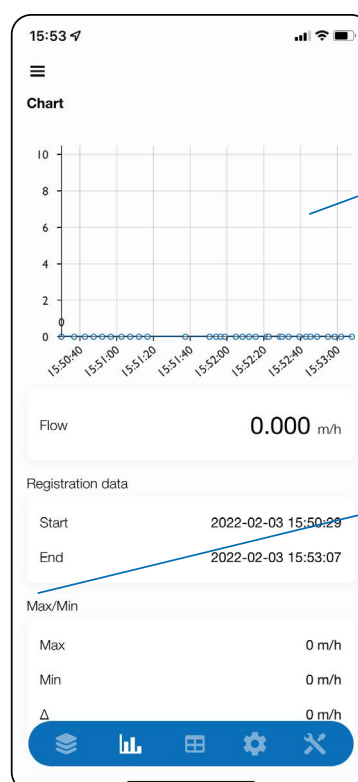 15:53
Chart
10
8
6
4
2
0
0
15:50:40 15:51:00 15:51:20 15:51:40 15:52:00 15:52:20 15:52:40 15:53:00
Flow 0.000 m/h
Registration data
Start 2022-02-03 15:50:29
End 2022-02-03 15:53:07
Max/Min
Max 0 m/h
Min 0 m/h
Δ 0 m/h